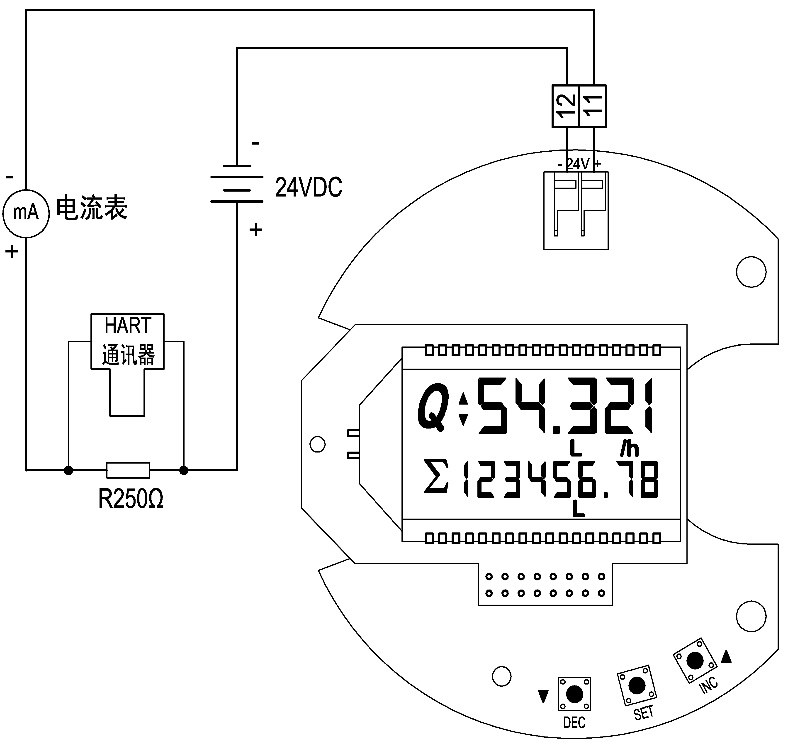 12 11
- 24V +
-
24VDC
+
-
mA
电流表
+
HART
通讯器
R250Ω
Q:54.321
L /h
Σ123456.78
L
▼ DEC
SET
INC ▲